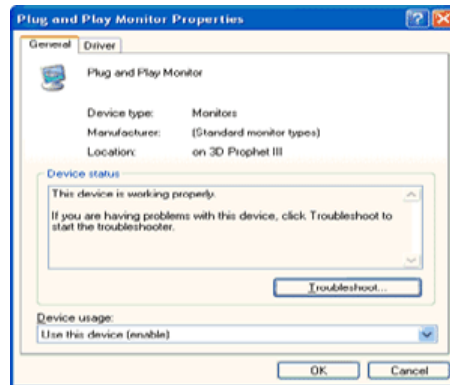 Plug and Play Monitor Properties
General Driver
Plug and Play Monitor
Device type: Monitors
Manufacturer: (Standard monitor types)
Location: on 3D Prophet III
Device status
This device is working properly.
If you are having problems with this device, click Troubleshoot to
start the troubleshooter.
Troubleshoot...
Device usage:
Use this device (enable)
OK Cancel